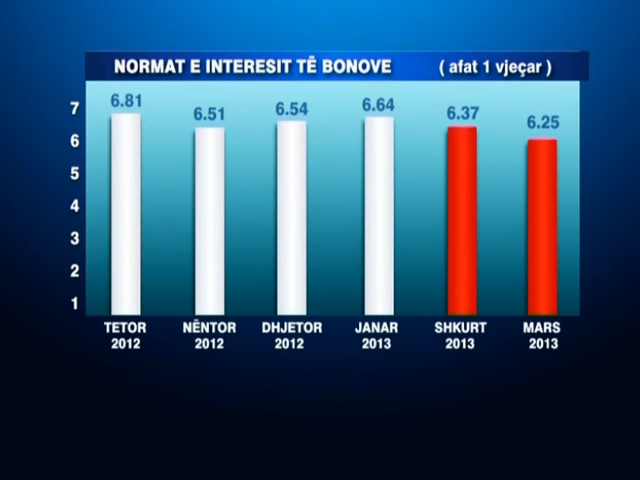 NORMAT E INTERESIT TË BONOVE ( afat 1 vjeçar )
6.81 6.51 6.54 6.64 6.37 6.25
7
6
5
4
3
2
1
TETOR NËNTOR DHJETOR JANAR SHKURT MARS
2012 2012 2012 2013 2013 2013